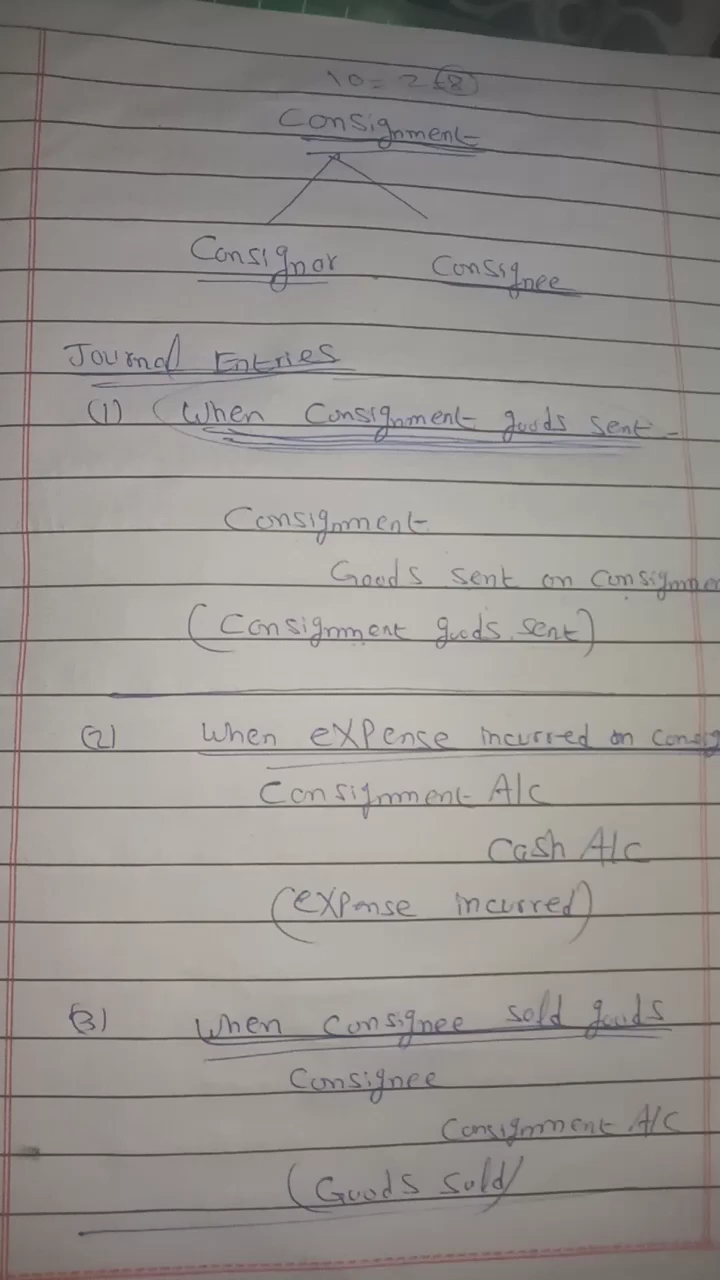 10 = 2 + 8
Consignment
Consignor Consignee
Journal Entries
(1) (When Consignment goods sent -
Consignment
Goods sent on Consignmen
(Consignment goods sent)
(2) When expense incurred on consig
Consignment A/c
Cash A/c
(expense incurred)
(3) When Consignee sold goods
Consignee
Consignment A/c
(Goods sold)